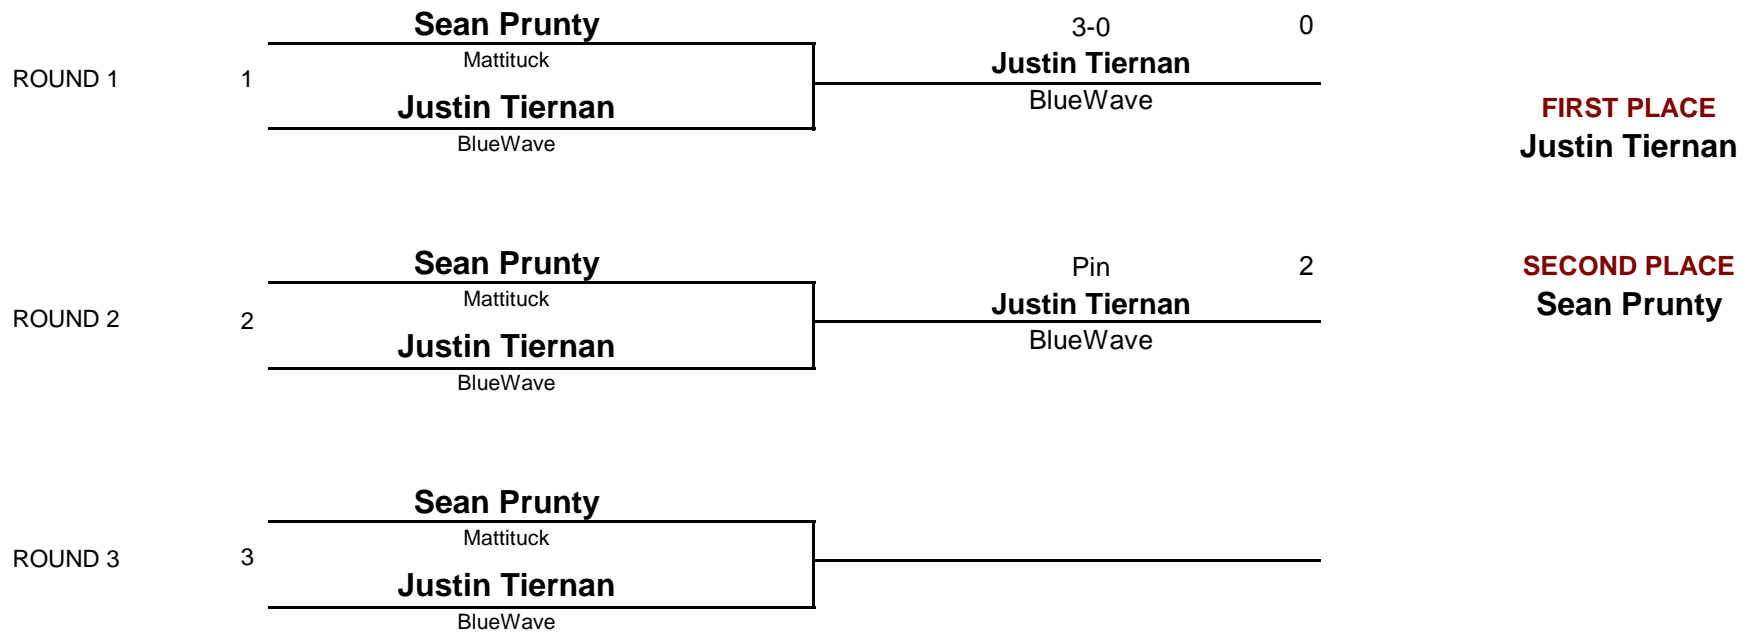 Sean Prunty
3-0 0
Mattituck
Justin Tiernan
ROUND 1 1
Justin Tiernan
BlueWave
BlueWave
FIRST PLACE
Justin Tiernan
Sean Prunty
Pin 2
Mattituck
Justin Tiernan
ROUND 2 2
Justin Tiernan
BlueWave
BlueWave
SECOND PLACE
Sean Prunty
Sean Prunty
Mattituck
ROUND 3 3
Justin Tiernan
BlueWave